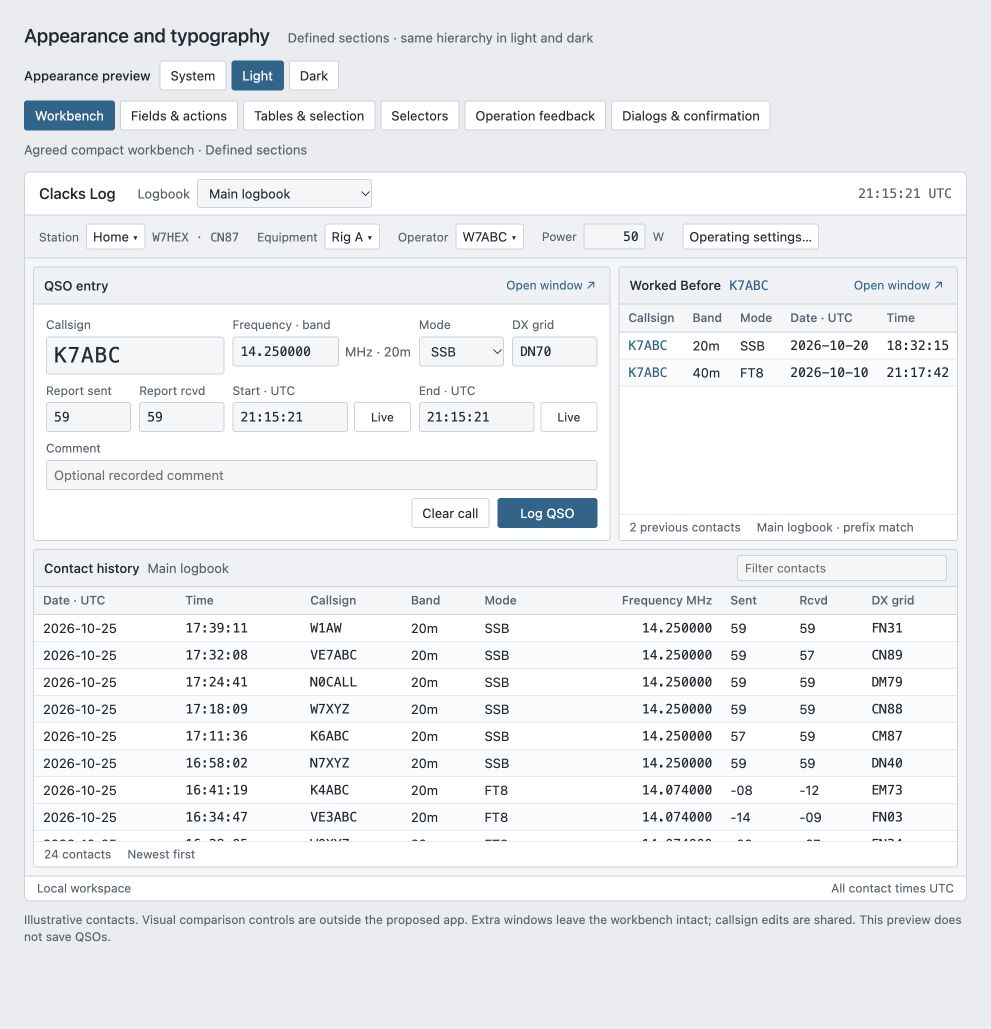 Appearance and typography Defined sections · same hierarchy in light and dark
Appearance preview System Light Dark
Workbench Fields & actions Tables & selection Selectors Operation feedback Dialogs & confirmation
Agreed compact workbench · Defined sections
Clacks Log Logbook Main logbook 21:15:21 UTC
Station Home ▾ W7HEX · CN87 Equipment Rig A ▾ Operator W7ABC ▾ Power 50 W Operating settings...
QSO entry Open window ↗
Callsign Frequency · band Mode DX grid
K7ABC 14.250000 MHz · 20m SSB DN70
Report sent Report rcvd Start · UTC End · UTC
59 59 21:15:21 Live 21:15:21 Live
Comment
Optional recorded comment
Clear call Log QSO
Worked Before K7ABC Open window ↗
Callsign Band Mode Date · UTC Time
K7ABC 20m SSB 2026-10-20 18:32:15
K7ABC 40m FT8 2026-10-10 21:17:42
2 previous contacts Main logbook · prefix match
Contact history Main logbook Filter contacts
Date · UTC Time Callsign Band Mode Frequency MHz Sent Rcvd DX grid
2026-10-25 17:39:11 W1AW 20m SSB 14.250000 59 59 FN31
2026-10-25 17:32:08 VE7ABC 20m SSB 14.250000 59 57 CN89
2026-10-25 17:24:41 N0CALL 20m SSB 14.250000 59 59 DM79
2026-10-25 17:18:09 W7XYZ 20m SSB 14.250000 59 59 CN88
2026-10-25 17:11:36 K6ABC 20m SSB 14.250000 57 59 CM87
2026-10-25 16:58:02 N7XYZ 20m SSB 14.250000 59 59 DN40
2026-10-25 16:41:19 K4ABC 20m FT8 14.074000 -08 -12 EM73
2026-10-25 16:34:47 VE3ABC 20m FT8 14.074000 -14 -09 FN03
24 contacts Newest first
Local workspace All contact times UTC
Illustrative contacts. Visual comparison controls are outside the proposed app. Extra windows leave the workbench intact; callsign edits are shared. This preview does
not save QSOs.